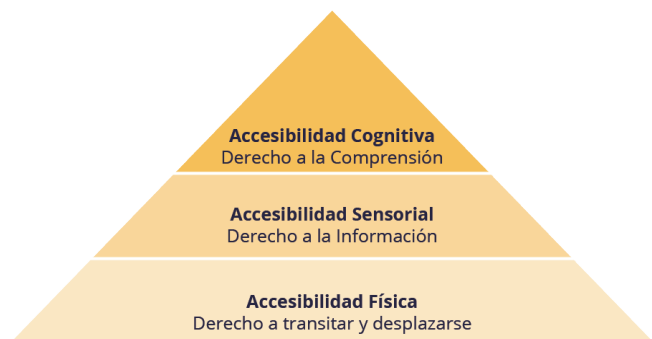 Accesibilidad Cognitiva
Derecho a la Comprensión
Accesibilidad Sensorial
Derecho a la Información
Accesibilidad Física
Derecho a transitar y desplazarse